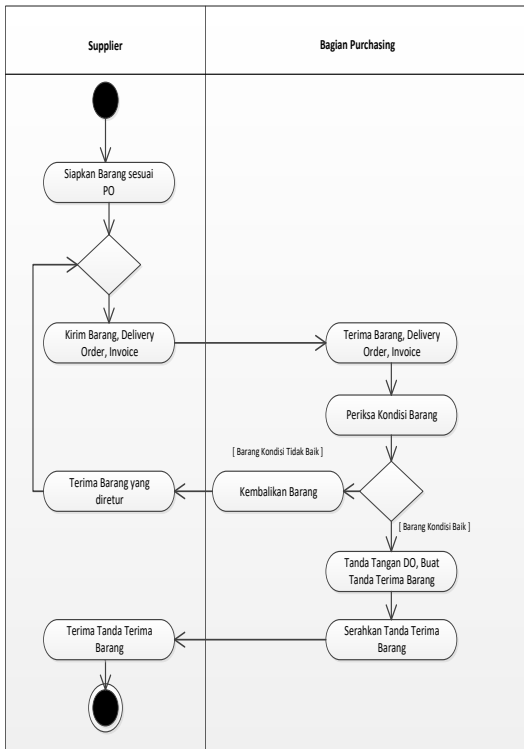 Supplier
Bagian Purchasing
Siapkan Barang sesuai
PO
Kirim Barang, Delivery
Order, Invoice
Terima Barang, Delivery
Order, Invoice
Periksa Kondisi Barang
[ Barang Kondisi Tidak Baik ]
Terima Barang yang
diretur
Kembalikan Barang
[ Barang Kondisi Baik ]
Tanda Tangan DO, Buat
Tanda Terima Barang
Terima Tanda Terima
Barang
Serahkan Tanda Terima
Barang